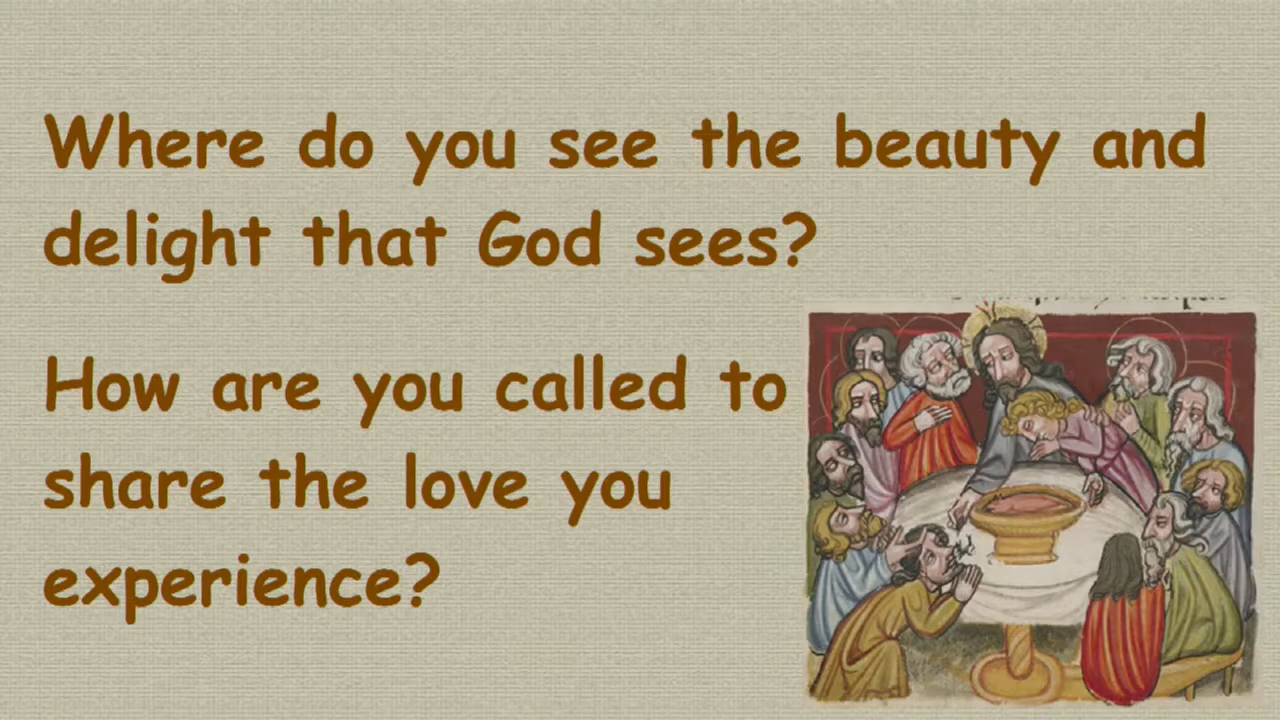 Where do you see the beauty and
delight that God sees?
How are you called to
share the love you
experience?